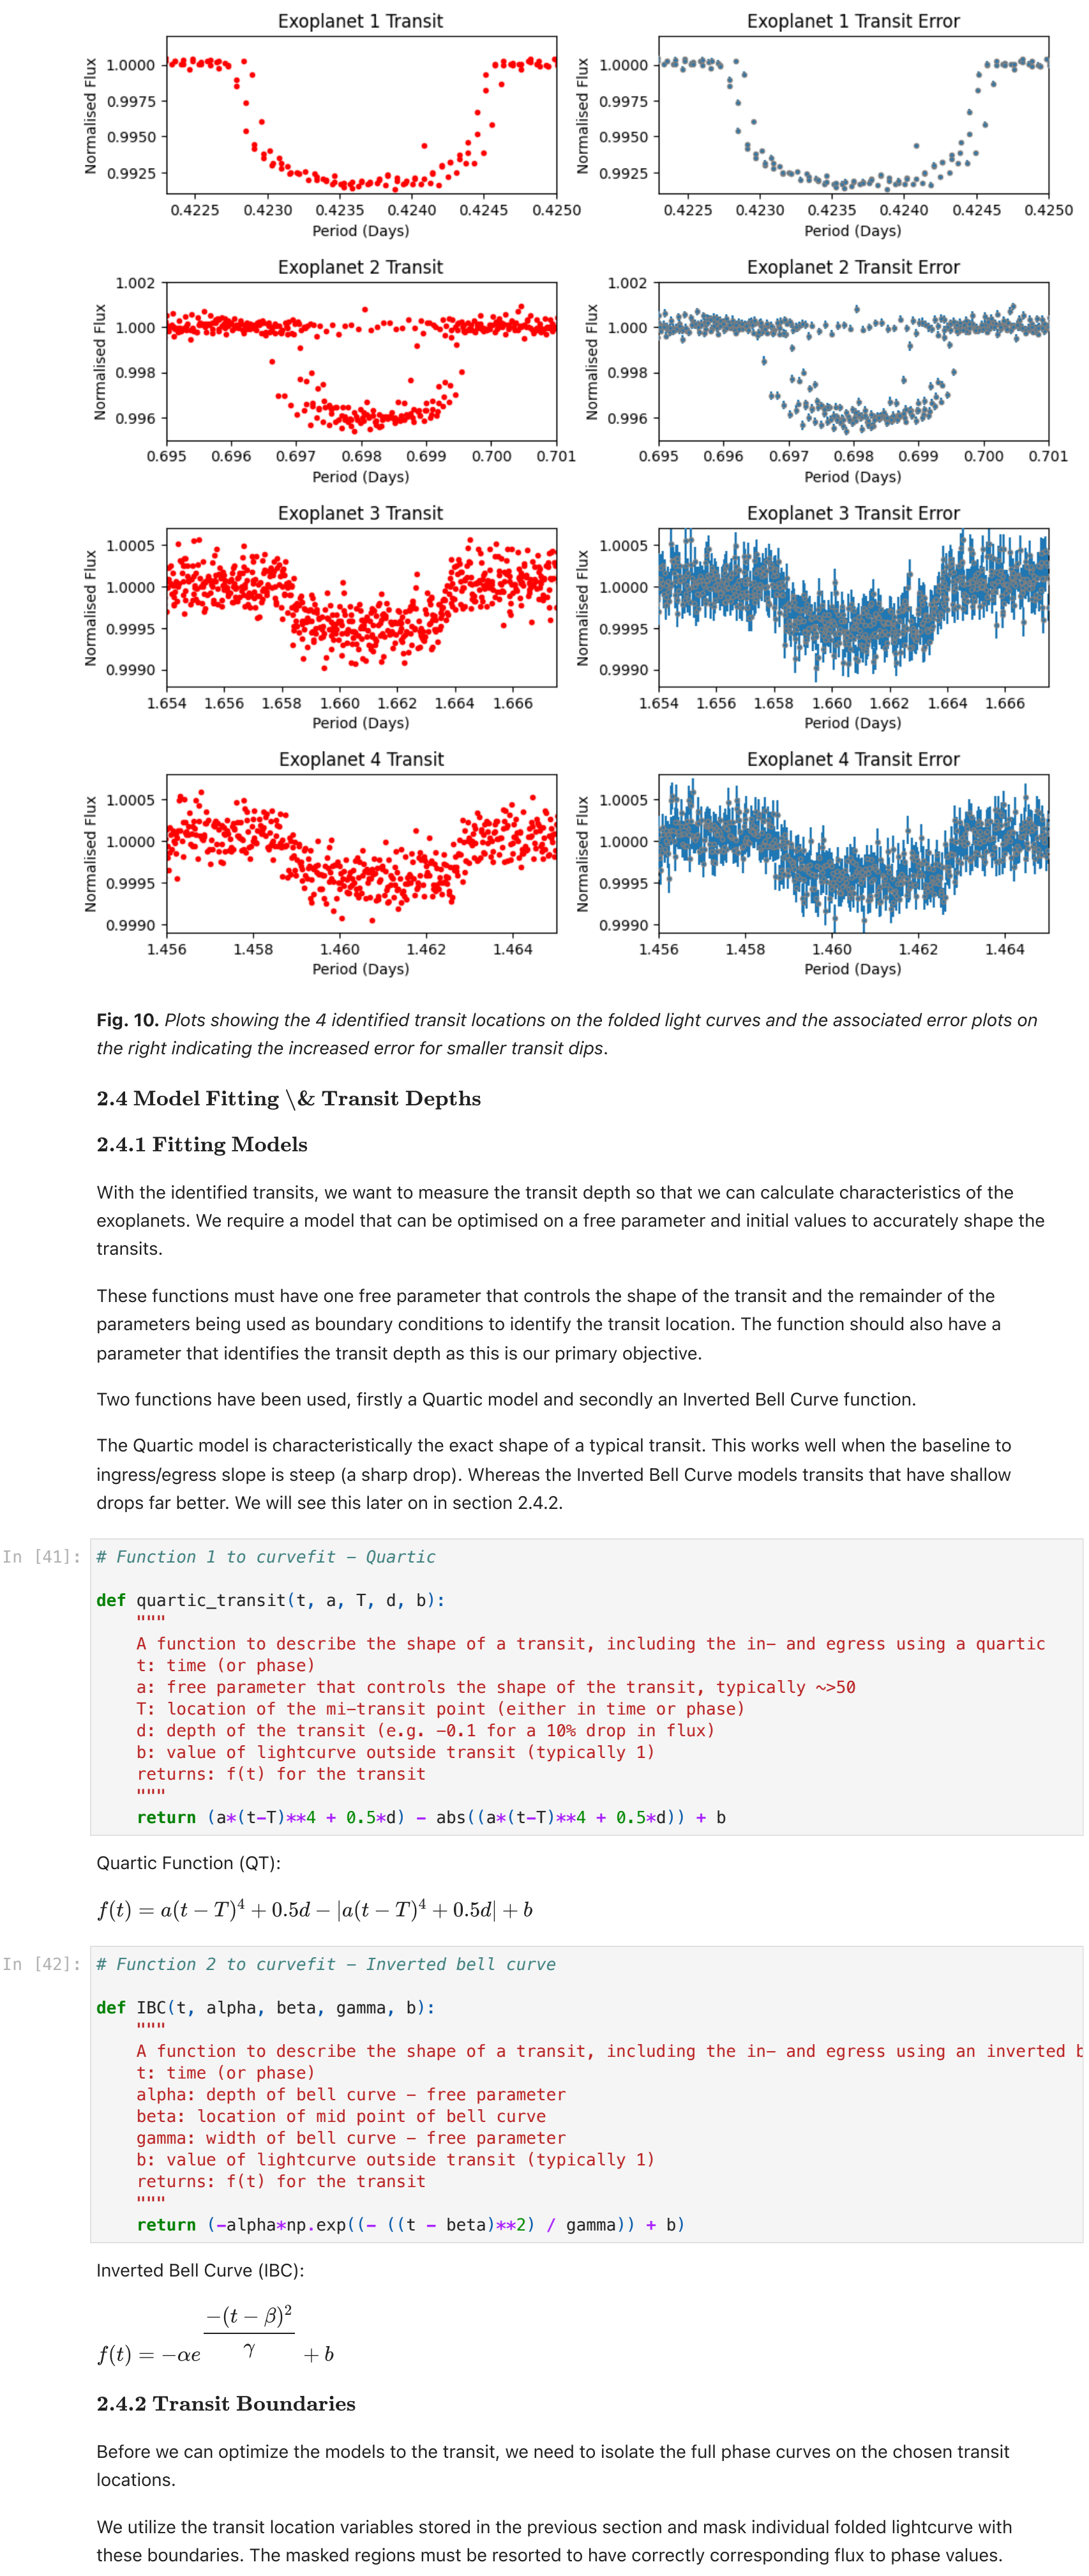 Exoplanet 1 Transit
Normalised Flux
1.0000
0.9975
0.9950
0.9925
0.4225 0.4230 0.4235 0.4240 0.4245 0.4250
Period (Days)
Exoplanet 1 Transit Error
Normalised Flux
1.0000
0.9975
0.9950
0.9925
0.4225 0.4230 0.4235 0.4240 0.4245 0.4250
Period (Days)
Exoplanet 2 Transit
Normalised Flux
1.002
1.000
0.998
0.996
0.695 0.696 0.697 0.698 0.699 0.700 0.701
Period (Days)
Exoplanet 2 Transit Error
Normalised Flux
1.002
1.000
0.998
0.996
0.695 0.696 0.697 0.698 0.699 0.700 0.701
Period (Days)
Exoplanet 3 Transit
Normalised Flux
1.0005
1.0000
0.9995
0.9990
1.654 1.656 1.658 1.660 1.662 1.664 1.666
Period (Days)
Exoplanet 3 Transit Error
Normalised Flux
1.0005
1.0000
0.9995
0.9990
1.654 1.656 1.658 1.660 1.662 1.664 1.666
Period (Days)
Exoplanet 4 Transit
Normalised Flux
1.0005
1.0000
0.9995
0.9990
1.456 1.458 1.460 1.462 1.464
Period (Days)
Exoplanet 4 Transit Error
Normalised Flux
1.0005
1.0000
0.9995
0.9990
1.456 1.458 1.460 1.462 1.464
Period (Days)
Fig. 10. Plots showing the 4 identified transit locations on the folded light curves and the associated error plots on
the right indicating the increased error for smaller transit dips.
2.4 Model Fitting \& Transit Depths
2.4.1 Fitting Models
With the identified transits, we want to measure the transit depth so that we can calculate characteristics of the
exoplanets. We require a model that can be optimised on a free parameter and initial values to accurately shape the
transits.
These functions must have one free parameter that controls the shape of the transit and the remainder of the
parameters being used as boundary conditions to identify the transit location. The function should also have a
parameter that identifies the transit depth as this is our primary objective.
Two functions have been used, firstly a Quartic model and secondly an Inverted Bell Curve function.
The Quartic model is characteristically the exact shape of a typical transit. This works well when the baseline to
ingress/egress slope is steep (a sharp drop). Whereas the Inverted Bell Curve models transits that have shallow
drops far better. We will see this later on in section 2.4.2.
In [41]: # Function 1 to curvefit – Quartic
def quartic_transit(t, a, T, d, b):
"""
A function to describe the shape of a transit, including the in– and egress using a quartic
t: time (or phase)
a: free parameter that controls the shape of the transit, typically ~>50
T: location of the mi–transit point (either in time or phase)
d: depth of the transit (e.g. –0.1 for a 10% drop in flux)
b: value of lightcurve outside transit (typically 1)
returns: f(t) for the transit
"""
return (a*(t–T)**4 + 0.5*d) – abs((a*(t–T)**4 + 0.5*d)) + b
Quartic Function (QT):
f(t) = a(t − T)⁴ + 0.5d − |a(t − T)⁴ + 0.5d| + b
In [42]: # Function 2 to curvefit – Inverted bell curve
def IBC(t, alpha, beta, gamma, b):
"""
A function to describe the shape of a transit, including the in– and egress using an inverted b
t: time (or phase)
alpha: depth of bell curve – free parameter
beta: location of mid point of bell curve
gamma: width of bell curve – free parameter
b: value of lightcurve outside transit (typically 1)
returns: f(t) for the transit
"""
return (–alpha*np.exp((– ((t – beta)**2) / gamma)) + b)
Inverted Bell Curve (IBC):
f(t) = −αe^(−(t − β)²/γ) + b
2.4.2 Transit Boundaries
Before we can optimize the models to the transit, we need to isolate the full phase curves on the chosen transit
locations.
We utilize the transit location variables stored in the previous section and mask individual folded lightcurve with
these boundaries. The masked regions must be resorted to have correctly corresponding flux to phase values.